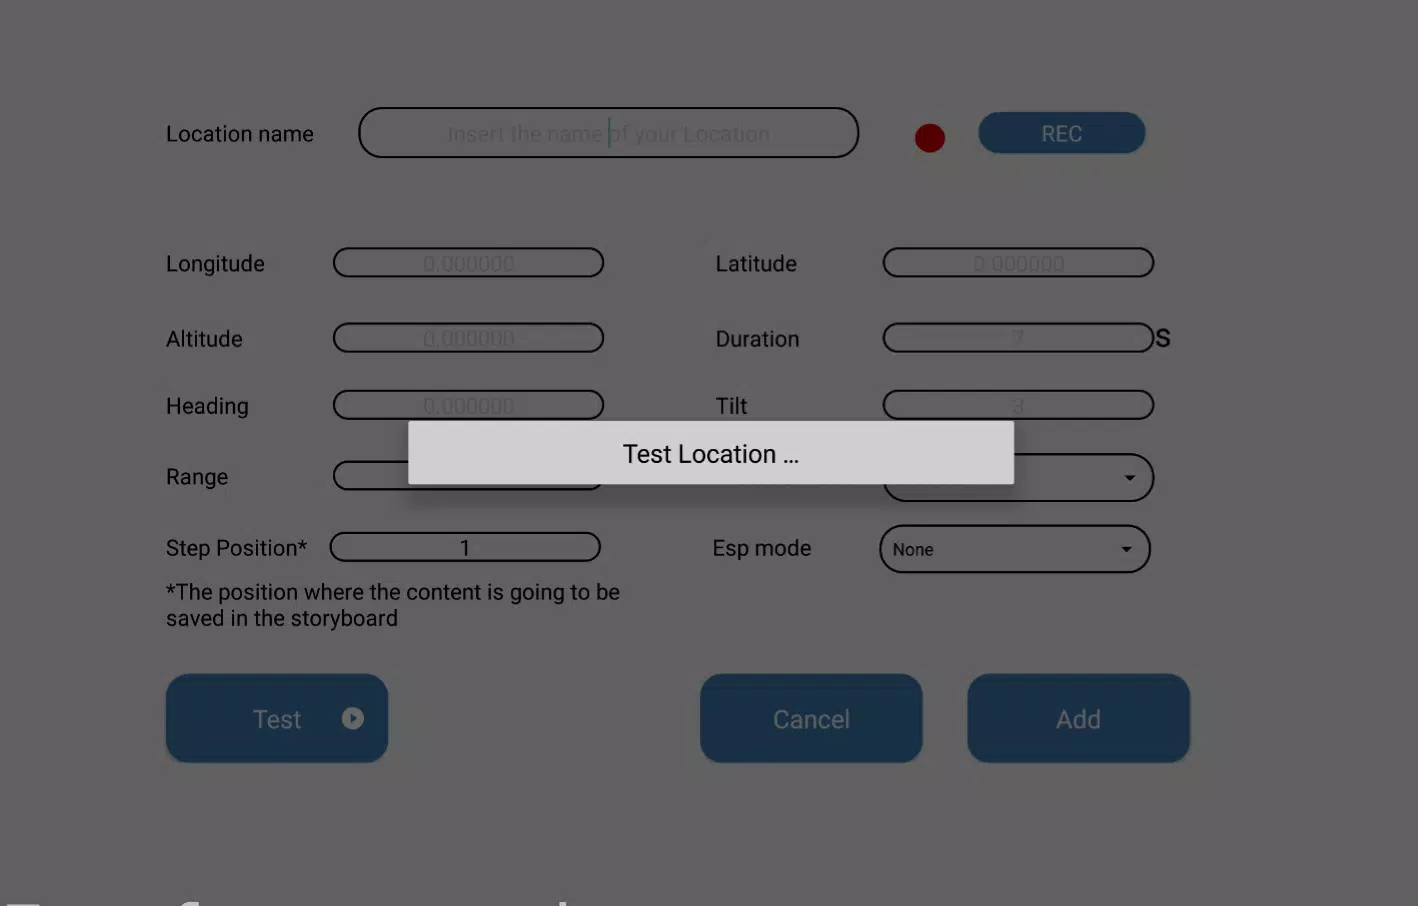 Location name Insert the name of your Location REC
Longitude 0.000000 Latitude 0.000000
Altitude 0.000000 Duration 7 S
Heading 0.000000 Tilt 3
Test Location ...
Range
Step Position* 1 Esp mode None
*The position where the content is going to be
saved in the storyboard
Test Cancel Add